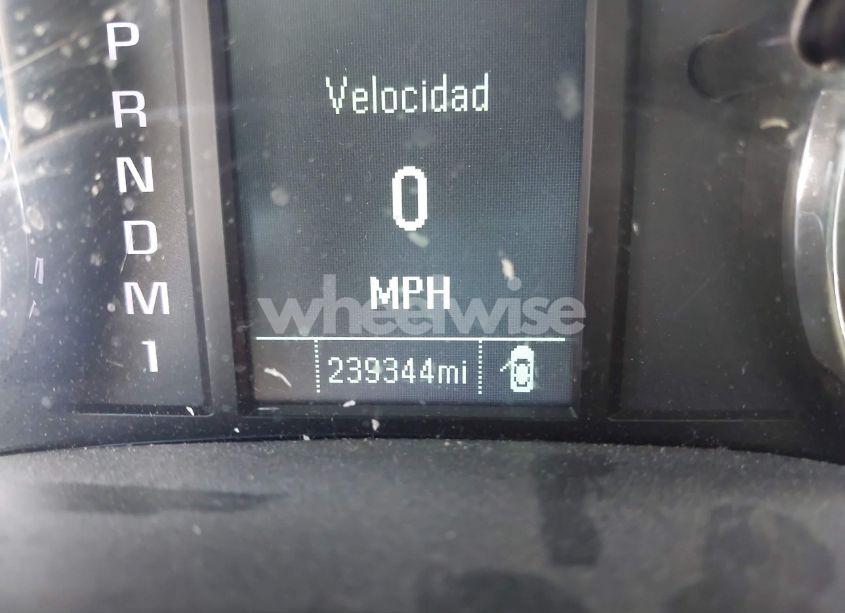 P
R
N
D
M
1
Velocidad
0
MPH
wheelwise
239344mi